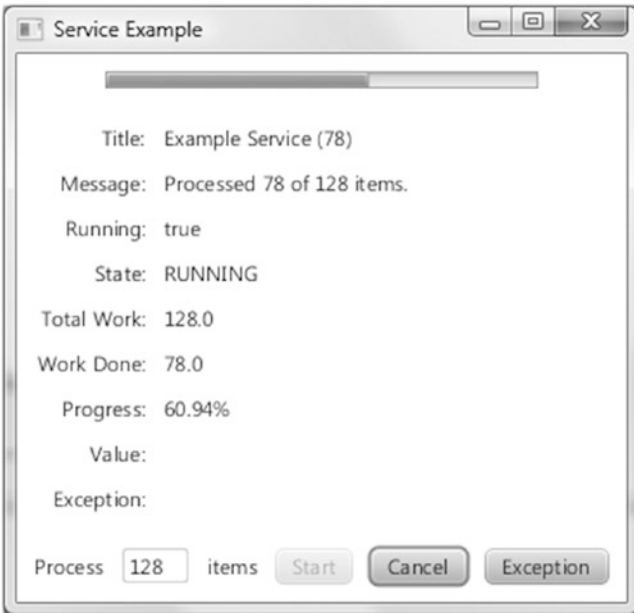 Service Example
Title: Example Service (78)
Message: Processed 78 of 128 items.
Running: true
State: RUNNING
Total Work: 128.0
Work Done: 78.0
Progress: 60.94%
Value:
Exception:
Process 128 items Start Cancel Exception